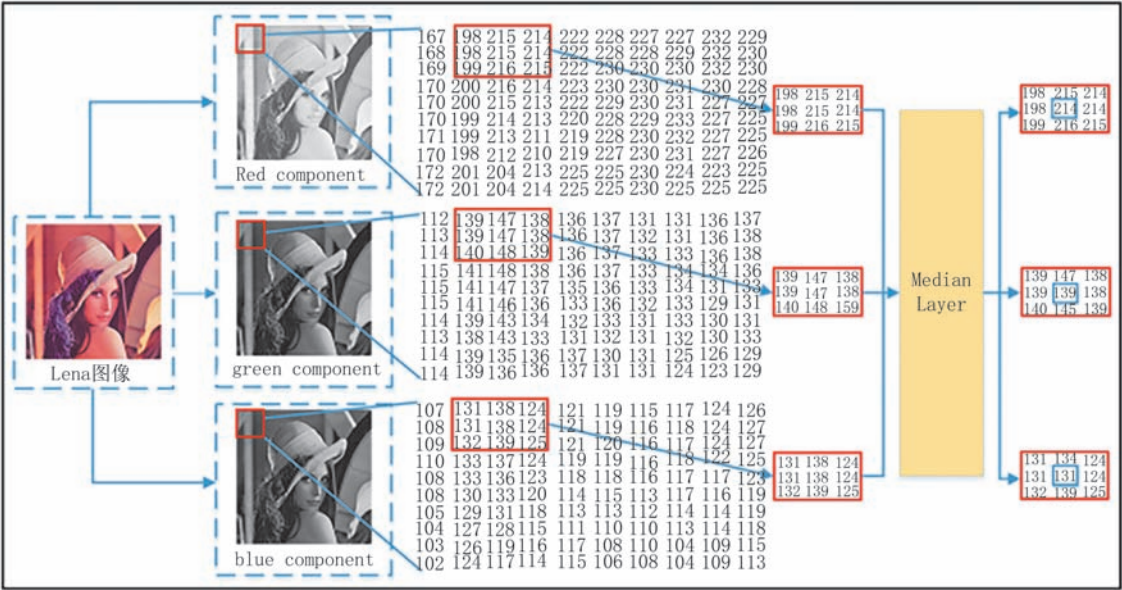 Lena图像
Red component
green component
blue component
167 198 215 214 222 228 227 227 232 229
168 198 215 214 222 228 228 229 232 230
169 199 216 215 222 230 230 230 232 230
170 200 216 214 223 230 230 231 230 228
170 200 215 213 222 229 230 231 227 227
170 199 214 213 220 228 229 233 227 225
171 199 213 211 219 228 230 232 227 225
170 198 212 210 219 227 230 231 227 226
172 201 204 213 225 225 230 224 223 225
172 201 204 214 225 225 230 225 225 225
112 139 147 138 136 137 131 131 136 137
113 139 147 138 136 137 132 131 136 138
114 140 148 139 136 137 133 133 136 138
115 141 148 138 136 137 133 134 134 136
115 141 147 137 135 136 133 134 131 133
115 141 146 136 133 136 132 133 129 131
114 139 143 134 132 133 131 133 130 131
113 138 143 133 131 132 131 132 130 133
114 139 135 136 137 130 131 125 126 129
114 139 136 136 137 131 131 124 123 129
107 131 138 124 121 119 115 117 124 126
108 131 138 124 121 119 116 118 124 127
109 132 139 125 121 120 116 117 124 127
110 133 137 124 119 119 116 118 122 125
108 133 136 123 118 118 116 117 117 123
108 130 133 120 114 115 113 117 116 119
105 129 131 118 113 113 112 114 114 119
104 127 128 115 111 110 110 113 114 118
103 126 119 116 117 108 110 104 109 115
102 124 117 114 115 106 108 104 109 113
198 215 214
198 215 214
199 216 215
139 147 138
139 147 138
140 148 159
131 138 124
131 138 124
132 139 125
Median
Layer
198 215 214
198 214 214
199 216 215
139 147 138
139 139 138
140 145 139
131 134 124
131 131 124
132 139 125